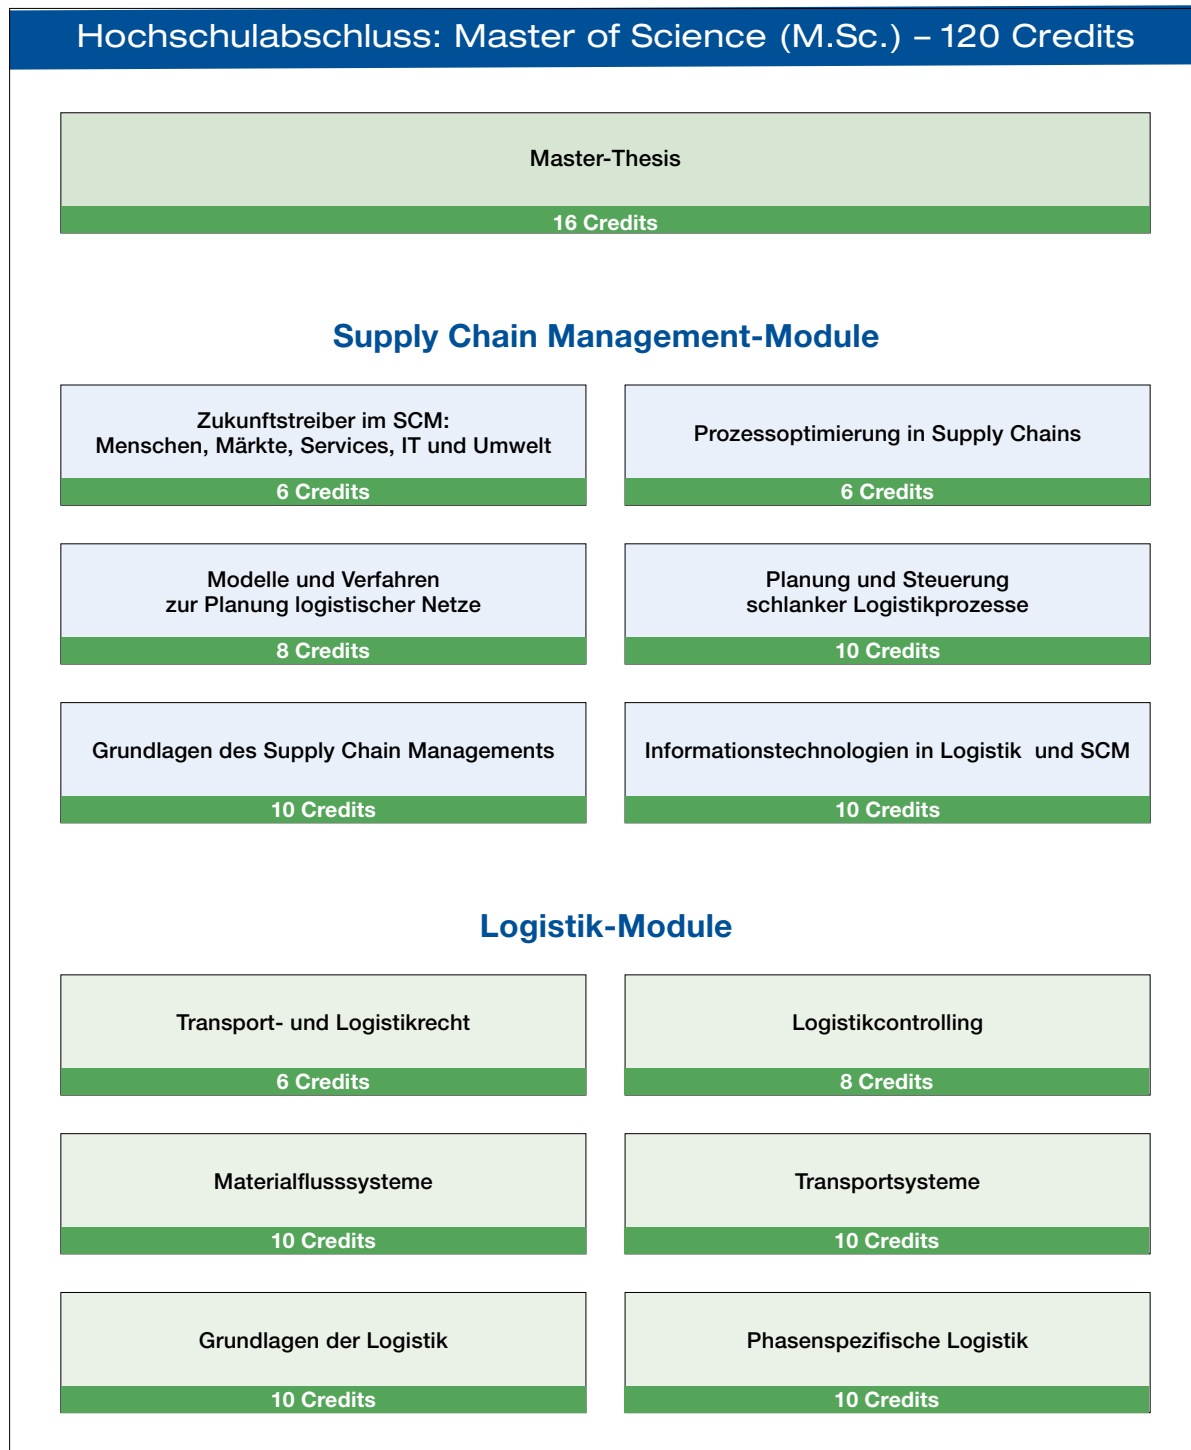 Hochschulabschluss: Master of Science (M.Sc.) – 120 Credits
Master-Thesis
16 Credits
Supply Chain Management-Module
Zukunftstreiber im SCM:
Menschen, Märkte, Services, IT und Umwelt
6 Credits
Prozessoptimierung in Supply Chains
6 Credits
Modelle und Verfahren
zur Planung logistischer Netze
8 Credits
Planung und Steuerung
schlanker Logistikprozesse
10 Credits
Grundlagen des Supply Chain Managements
10 Credits
Informationstechnologien in Logistik und SCM
10 Credits
Logistik-Module
Transport- und Logistikrecht
6 Credits
Logistikcontrolling
8 Credits
Materialflusssysteme
10 Credits
Transportsysteme
10 Credits
Grundlagen der Logistik
10 Credits
Phasenspezifische Logistik
10 Credits